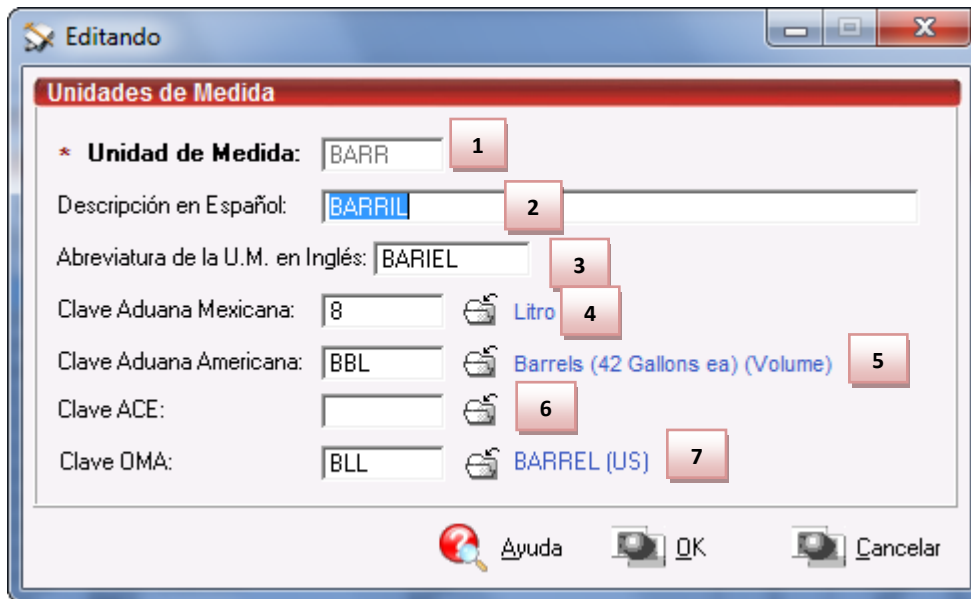 Editando
Unidades de Medida
* Unidad de Medida: BARR 1
Descripción en Español: BARRIL 2
Abreviatura de la U.M. en Inglés: BARIEL 3
Clave Aduana Mexicana: 8 Litro 4
Clave Aduana Americana: BBL Barrels (42 Gallons ea) (Volume) 5
Clave ACE: 6
Clave OMA: BLL BARREL (US) 7
Ayuda OK Cancelar